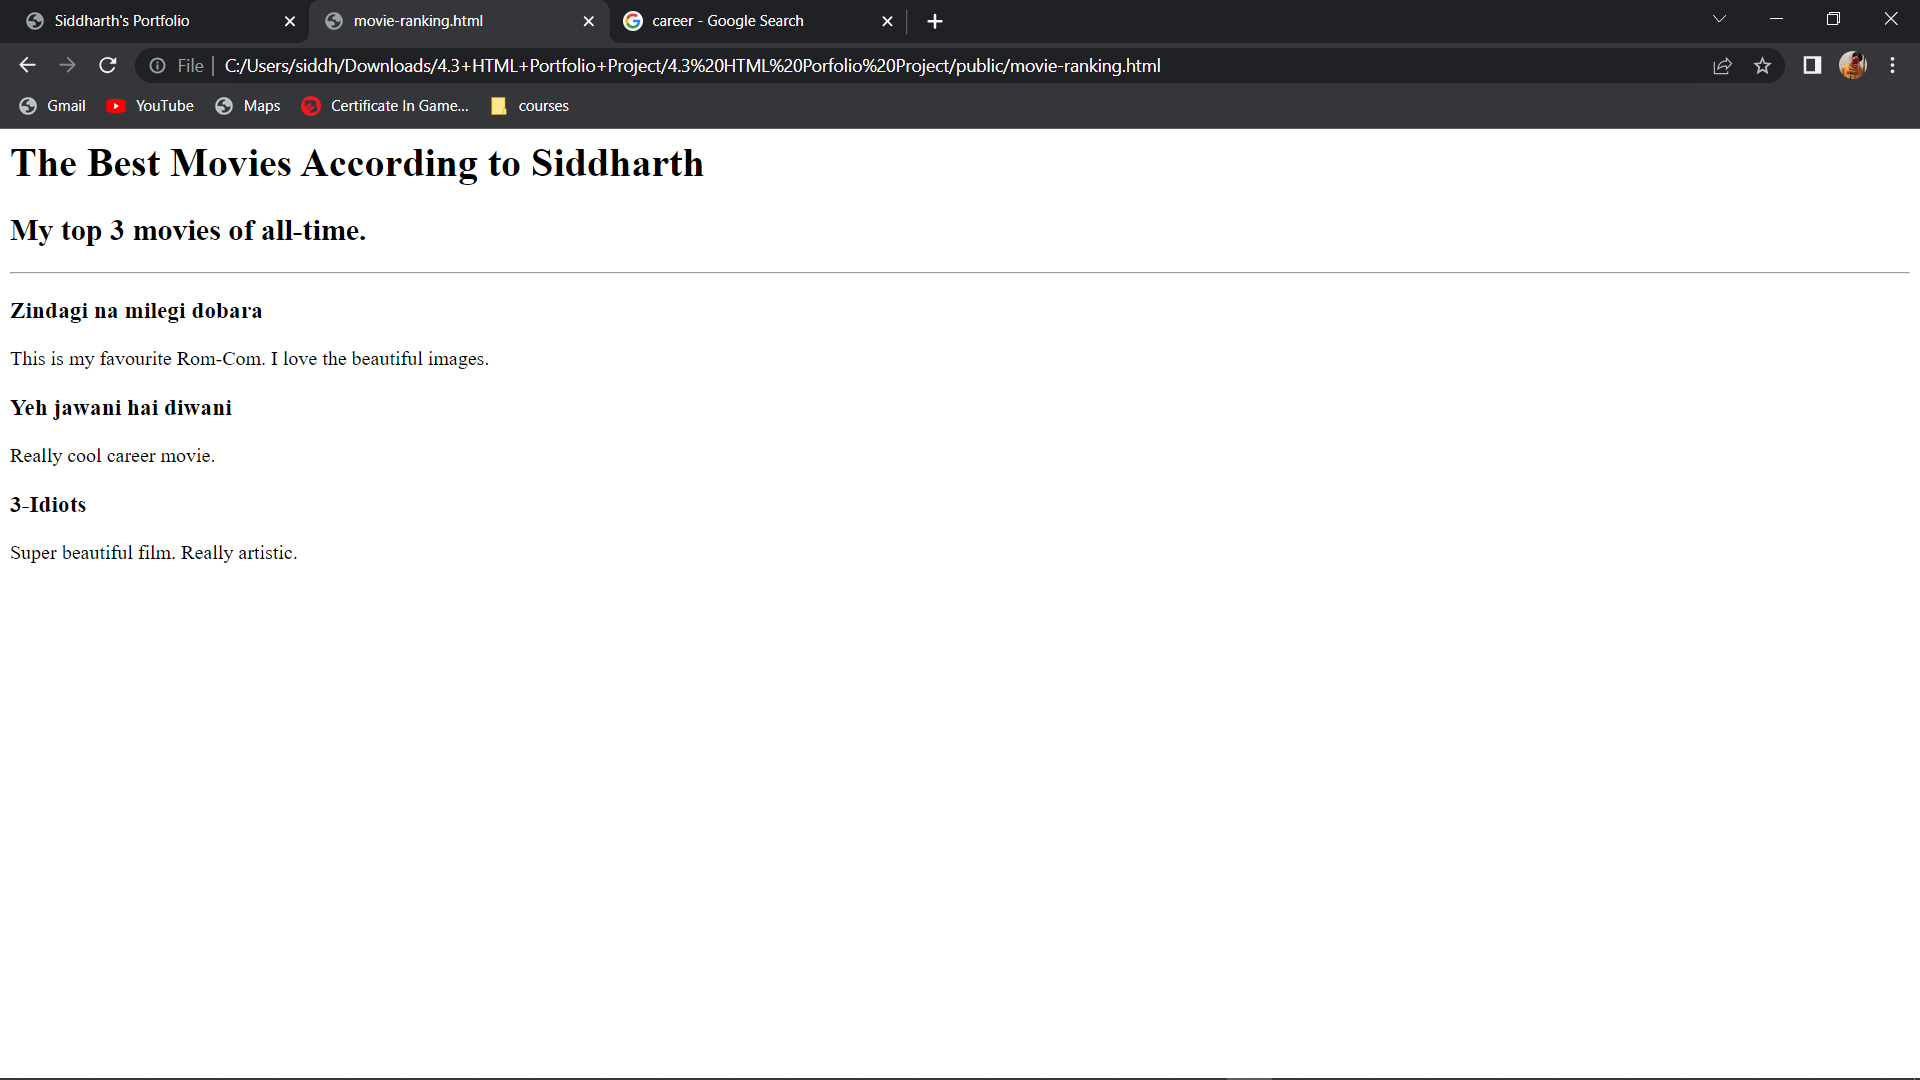 Siddharth's Portfolio
movie-ranking.html
career - Google Search
File
C:/Users/siddh/Downloads/4.3+HTML+Portfolio+Project/4.3%20HTML%20Porfolio%20Project/public/movie-ranking.html
Gmail
YouTube
Maps
Certificate In Game...
courses
The Best Movies According to Siddharth
My top 3 movies of all-time.
Zindagi na milegi dobara
This is my favourite Rom-Com. I love the beautiful images.
Yeh jawani hai diwani
Really cool career movie.
3-Idiots
Super beautiful film. Really artistic.